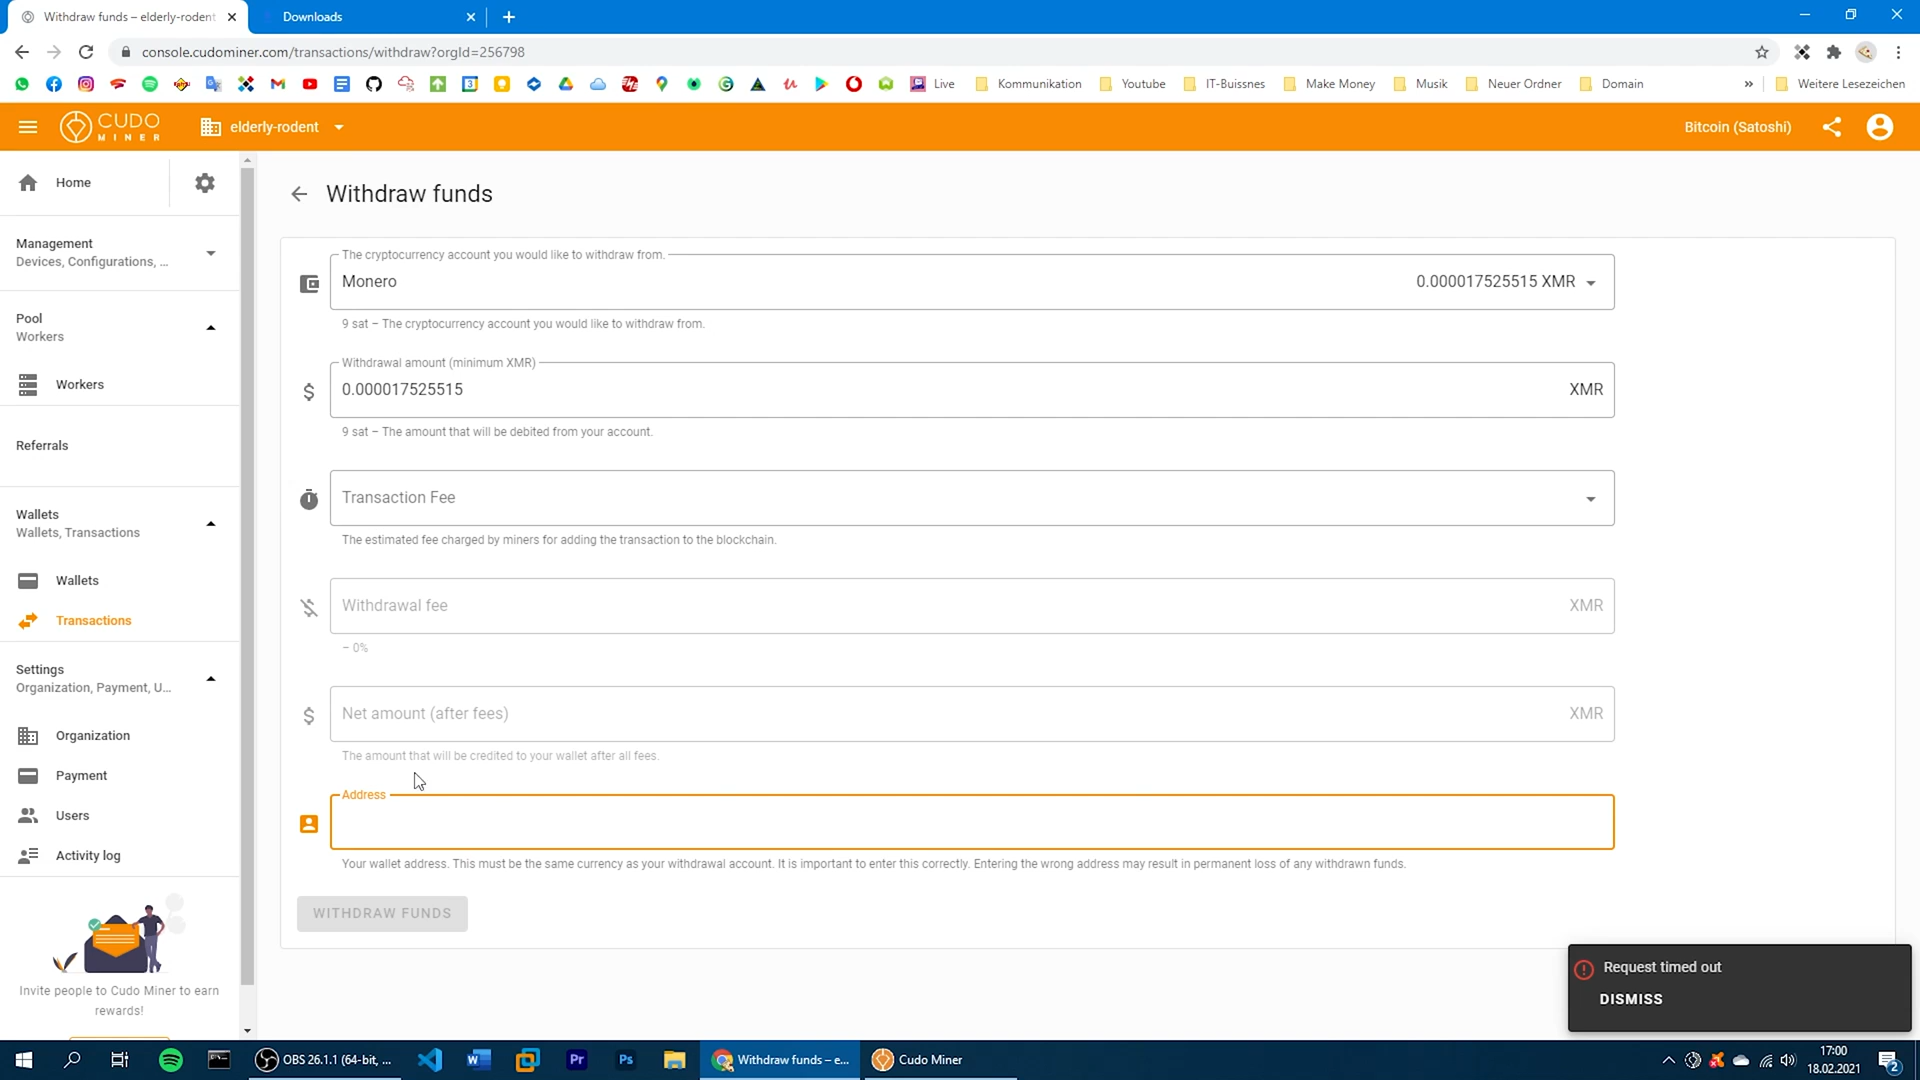 Withdraw funds – elderly-rodent
Downloads
console.cudominer.com/transactions/withdraw?orgId=256798
Live
Kommunikation
Youtube
IT-Buissnes
Make Money
Musik
Neuer Ordner
Domain
»
Weitere Lesezeichen
CUDO
MINER
elderly-rodent
Bitcoin (Satoshi)
Home
Management
Devices, Configurations, ...
Pool
Workers
Workers
Referrals
Wallets
Wallets, Transactions
Wallets
Transactions
Settings
Organization, Payment, U...
Organization
Payment
Users
Activity log
Invite people to Cudo Miner to earn
rewards!
Withdraw funds
The cryptocurrency account you would like to withdraw from.
Monero
0.000017525515 XMR
9 sat – The cryptocurrency account you would like to withdraw from.
Withdrawal amount (minimum XMR)
0.000017525515
XMR
9 sat – The amount that will be debited from your account.
Transaction Fee
The estimated fee charged by miners for adding the transaction to the blockchain.
Withdrawal fee
XMR
– 0%
Net amount (after fees)
XMR
The amount that will be credited to your wallet after all fees.
Address
Your wallet address. This must be the same currency as your withdrawal account. It is important to enter this correctly. Entering the wrong address may result in permanent loss of any withdrawn funds.
WITHDRAW FUNDS
Request timed out
DISMISS
OBS 26.1.1 (64-bit, ...
Pr
Ps
Withdraw funds – e...
Cudo Miner
17:00
18.02.2021
2